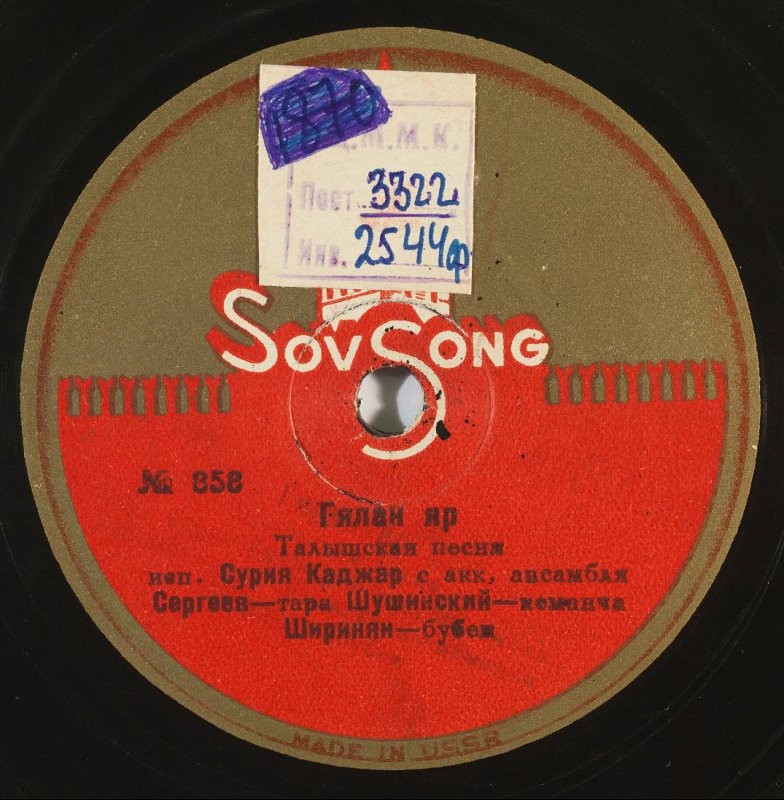 1870
Ц.М.М.К.
Пост 3322
Инв. 2544ф
SovSong
№ 858
Гялан яр
Талышская песня
исп. Сурия Каджар с акк. ансамбля
Сергеев—тара Шушинский—кеманча
Ширинян—бубен
MADE IN USSR